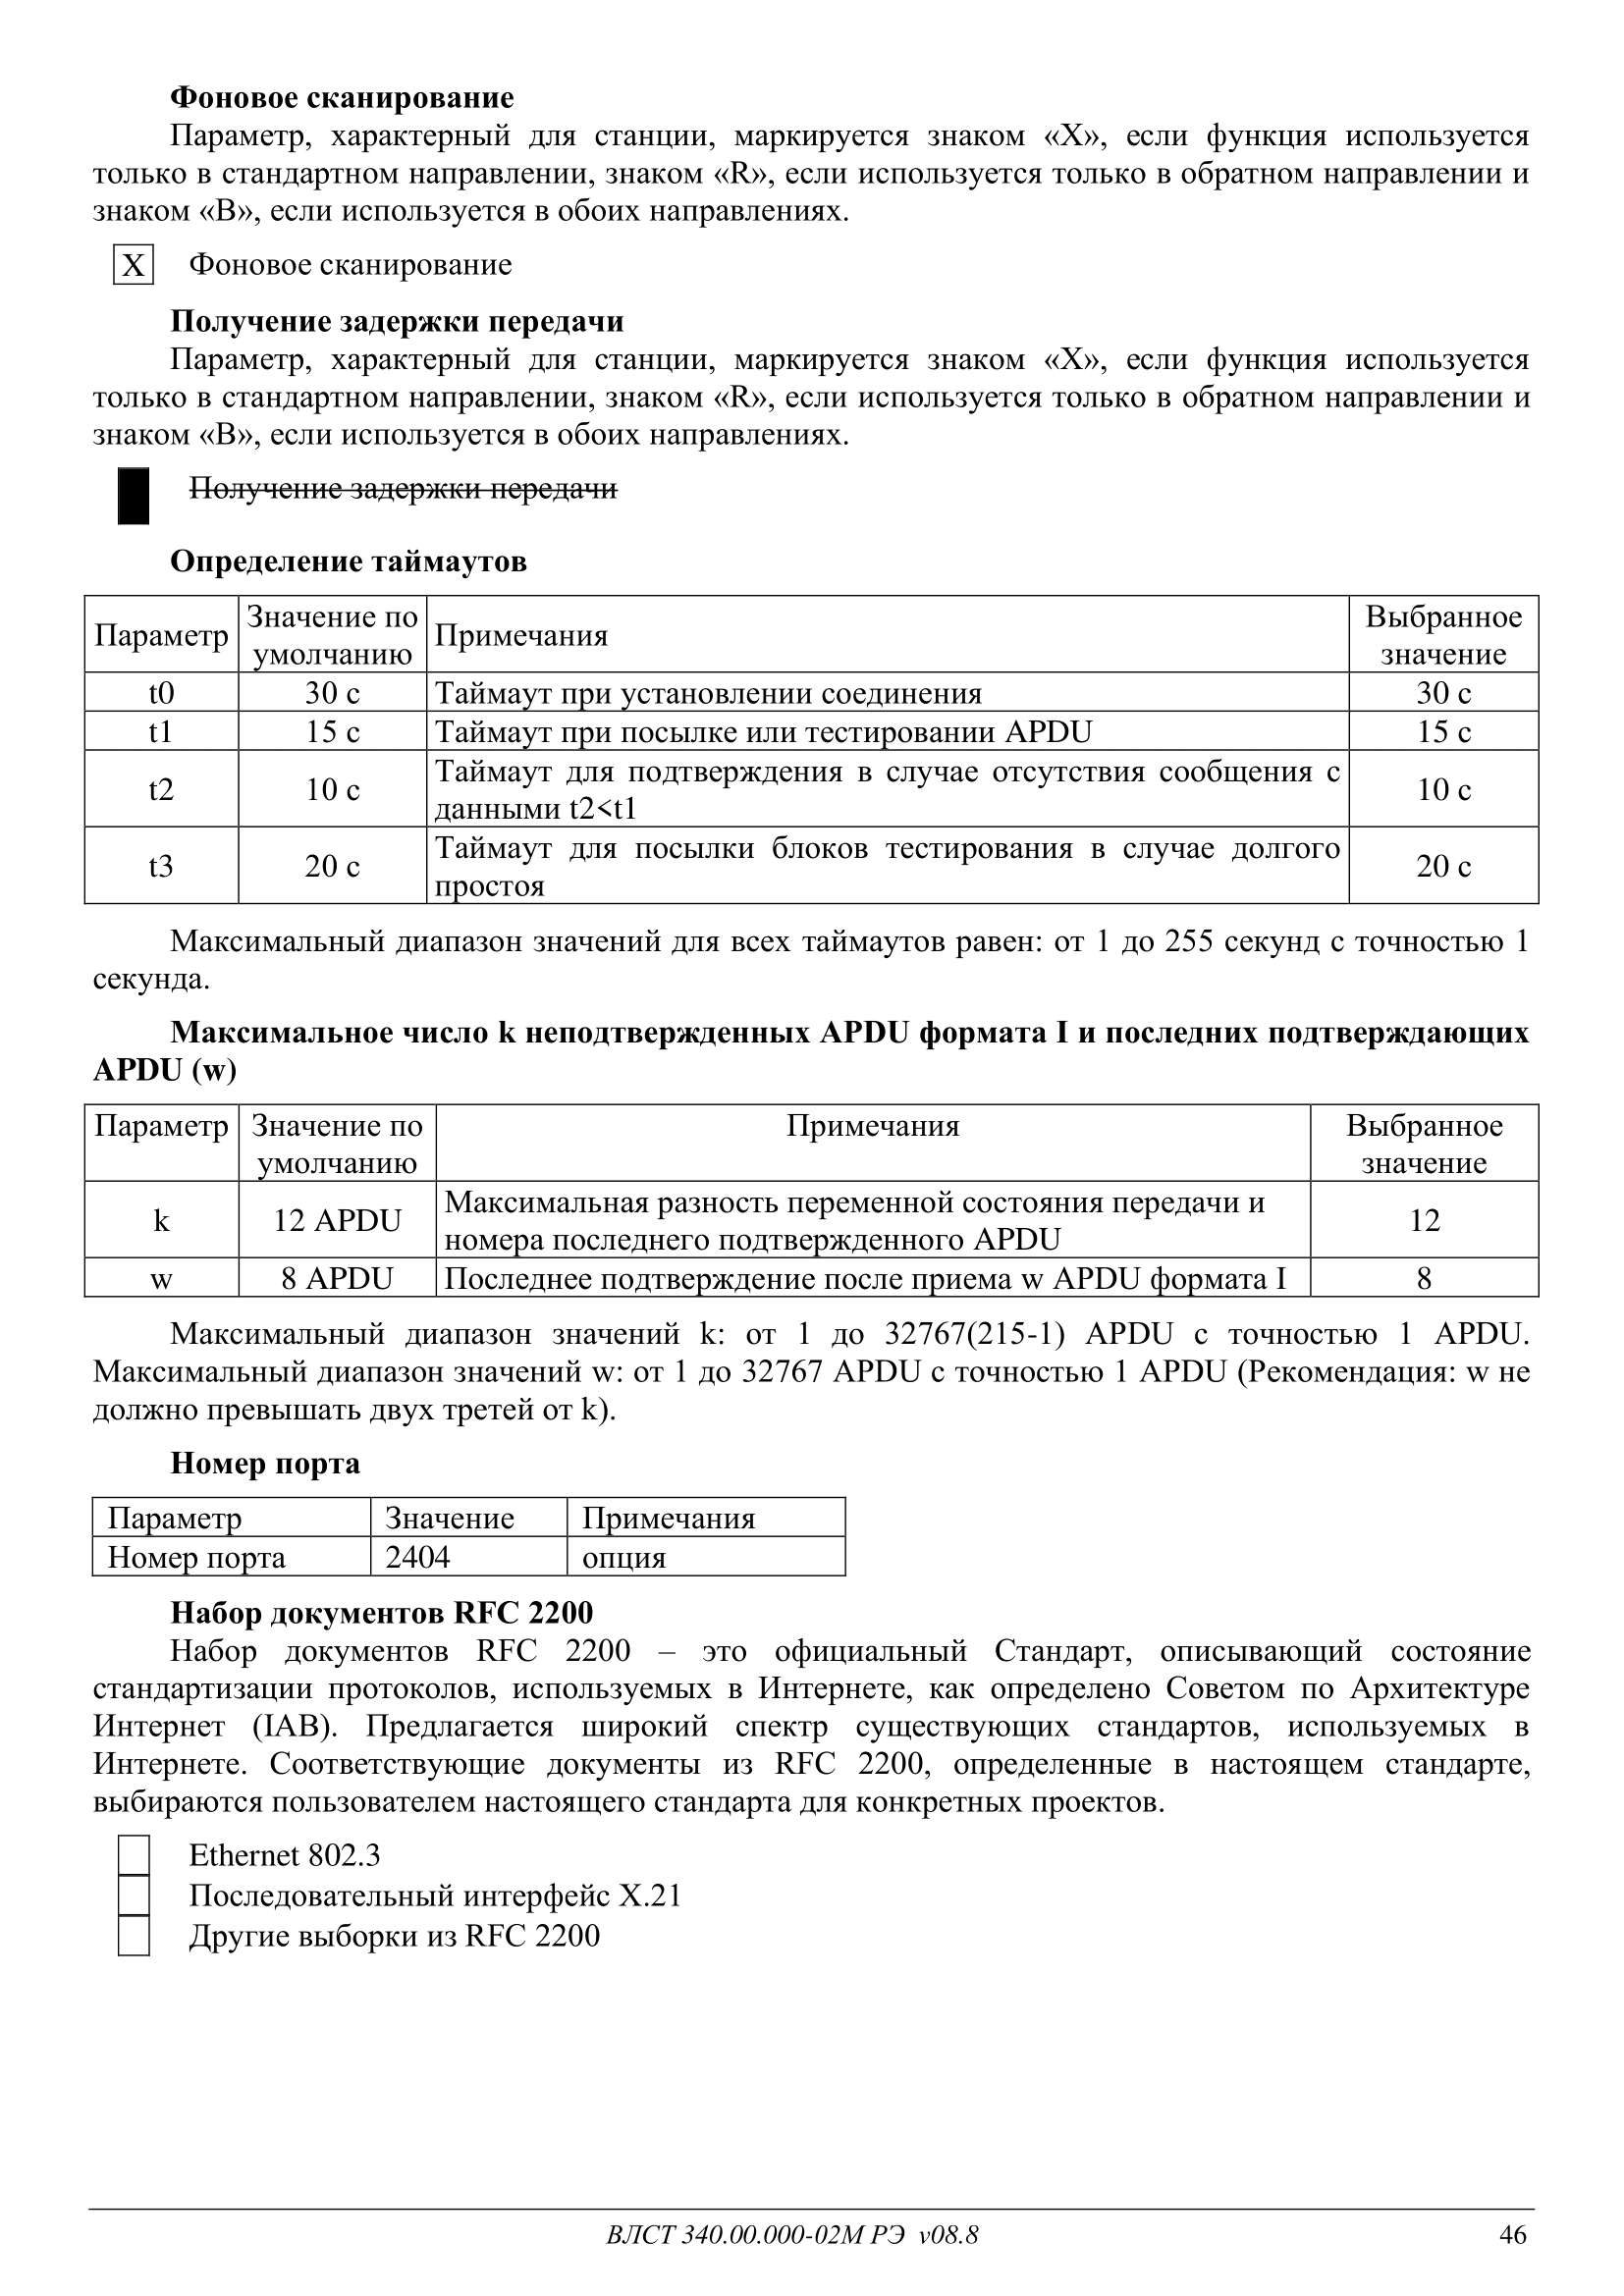 Фоновое сканирование
Параметр, характерный для станции, маркируется знаком «X», если функция используется
только в стандартном направлении, знаком «R», если используется только в обратном направлении и
знаком «B», если используется в обоих направлениях.
X Фоновое сканирование
Получение задержки передачи
Параметр, характерный для станции, маркируется знаком «X», если функция используется
только в стандартном направлении, знаком «R», если используется только в обратном направлении и
знаком «B», если используется в обоих направлениях.
Получение задержки передачи
Определение таймаутов
Параметр Значение по умолчанию Примечания Выбранное значение
t0 30 с Таймаут при установлении соединения 30 с
t1 15 с Таймаут при посылке или тестировании APDU 15 с
t2 10 с Таймаут для подтверждения в случае отсутствия сообщения с
данными t2<t1 10 с
t3 20 с Таймаут для посылки блоков тестирования в случае долгого
простоя 20 с
Максимальный диапазон значений для всех таймаутов равен: от 1 до 255 секунд с точностью 1
секунда.
Максимальное число k неподтвержденных APDU формата I и последних подтверждающих
APDU (w)
Параметр Значение по умолчанию Примечания Выбранное значение
k 12 APDU Максимальная разность переменной состояния передачи и
номера последнего подтвержденного APDU 12
w 8 APDU Последнее подтверждение после приема w APDU формата I 8
Максимальный диапазон значений k: от 1 до 32767(215-1) APDU с точностью 1 APDU.
Максимальный диапазон значений w: от 1 до 32767 APDU с точностью 1 APDU (Рекомендация: w не
должно превышать двух третей от k).
Номер порта
Параметр Значение Примечания
Номер порта 2404 опция
Набор документов RFC 2200
Набор документов RFC 2200 – это официальный Стандарт, описывающий состояние
стандартизации протоколов, используемых в Интернете, как определено Советом по Архитектуре
Интернет (IAB). Предлагается широкий спектр существующих стандартов, используемых в
Интернете. Соответствующие документы из RFC 2200, определенные в настоящем стандарте,
выбираются пользователем настоящего стандарта для конкретных проектов.
Ethernet 802.3
Последовательный интерфейс X.21
Другие выборки из RFC 2200
ВЛСТ 340.00.000-02М РЭ v08.8 46